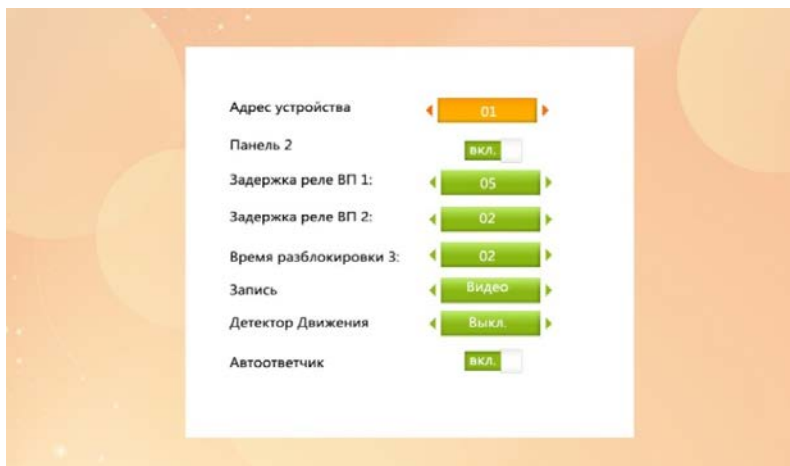 Адрес устройства 01
Панель 2 вкл.
Задержка реле ВП 1: 05
Задержка реле ВП 2: 02
Время разблокировки 3: 02
Запись Видео
Детектор Движения Выкл.
Автоответчик вкл.